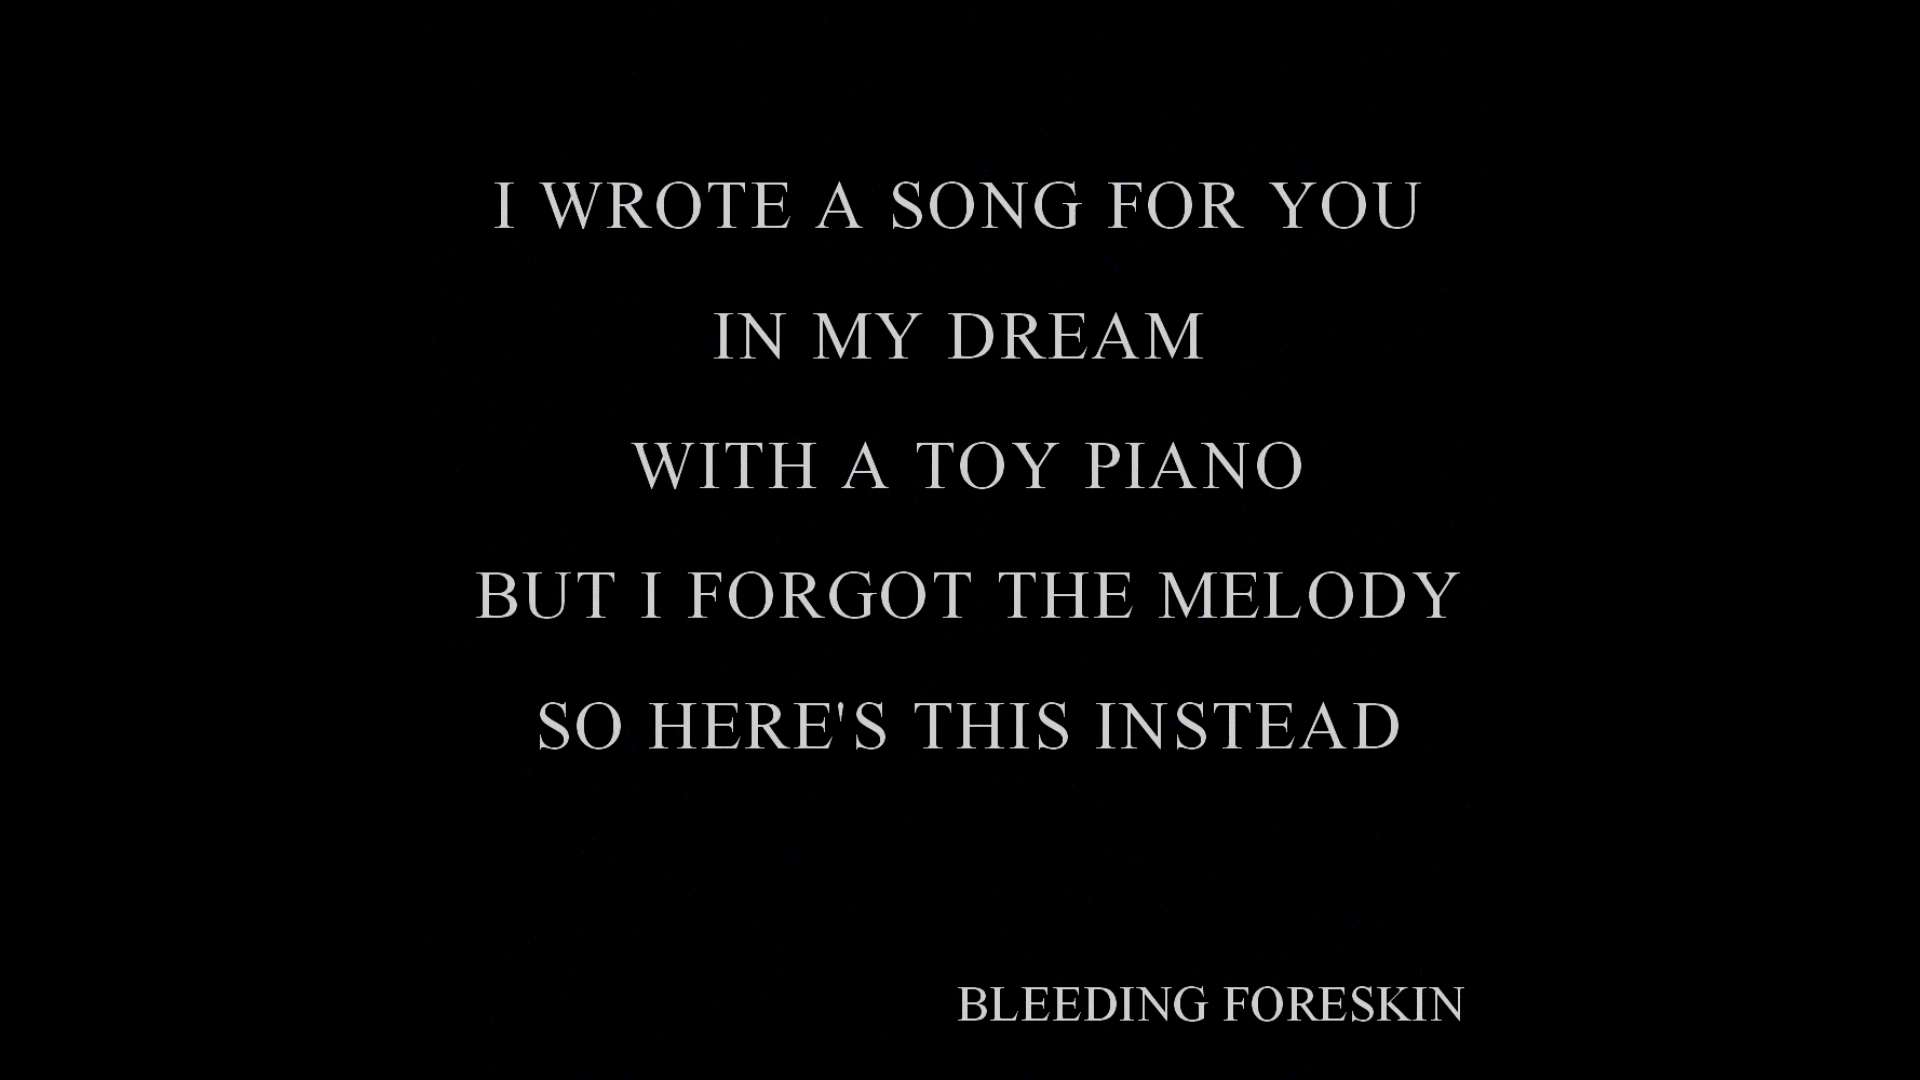 I WROTE A SONG FOR YOU
IN MY DREAM
WITH A TOY PIANO
BUT I FORGOT THE MELODY
SO HERE'S THIS INSTEAD
BLEEDING FORESKIN